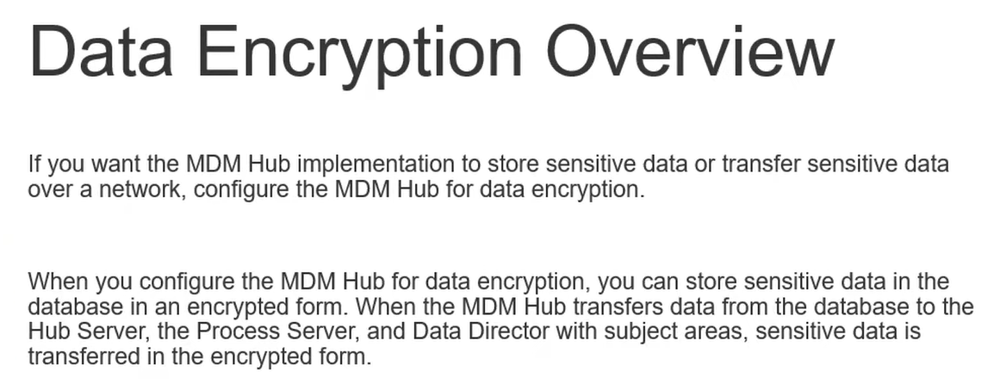 Data Encryption Overview
If you want the MDM Hub implementation to store sensitive data or transfer sensitive data
over a network, configure the MDM Hub for data encryption.
When you configure the MDM Hub for data encryption, you can store sensitive data in the
database in an encrypted form. When the MDM Hub transfers data from the database to the
Hub Server, the Process Server, and Data Director with subject areas, sensitive data is
transferred in the encrypted form.